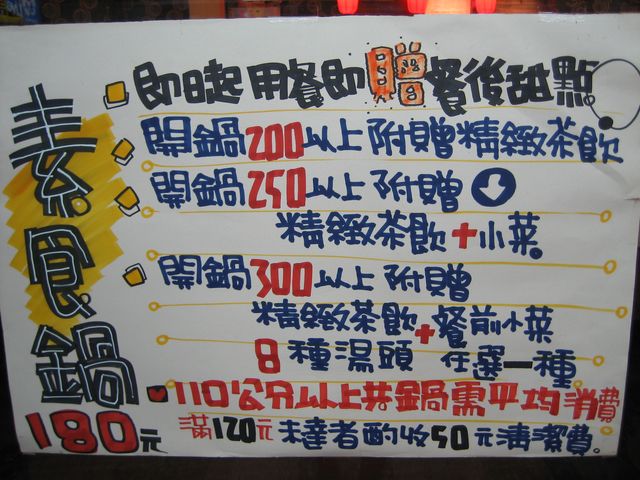 素食鍋
180元
即日起用餐即贈餐後甜點。
開鍋200以上附贈精緻茶飲
開鍋250以上附贈
精緻茶飲+小菜。
開鍋300以上附贈
精緻茶飲+餐前小菜
8種湯頭 任選一種
110公分以上共鍋需平均消費
滿120元未達者酌收50元清潔費。